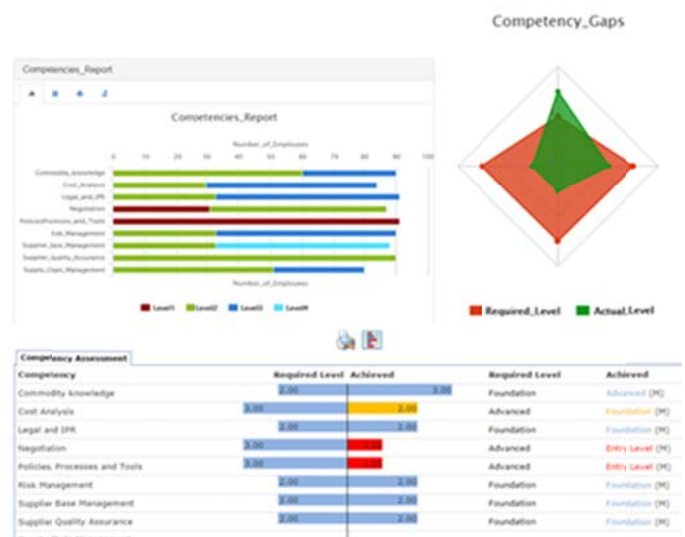 Competency_Gaps
Competencies_Report
Competencies_Report
Number_of_Employees
0 10 20 30 40 50 60 70 80 90 100
Commodity_knowledge
Cost_Analysis
Legal_and_IPR
Negotiation
PoliciesProcesses_and_Tools
Risk_Management
Supplier_base_Management
Supplier_Quality_Assurance
Supply_Chain_Management
Number_of_Employees
Level1 Level2 Level3 Level4
Required_Level Actual_Level
Competency Assessment
Competency Required Level Achieved Required Level Achieved
Commodity knowledge 2.00 3.00 Foundation Advanced (M)
Cost Analysis 3.00 2.00 Advanced Foundation (M)
Legal and IPR 2.00 2.00 Foundation Foundation (M)
Negotiation 3.00 Advanced Entry Level (M)
Policies, Processes and Tools 3.00 Advanced Entry Level (M)
Risk Management 2.00 2.00 Foundation Foundation (M)
Supplier Base Management 2.00 2.00 Foundation Foundation (M)
Supplier Quality Assurance 2.00 2.00 Foundation Foundation (M)